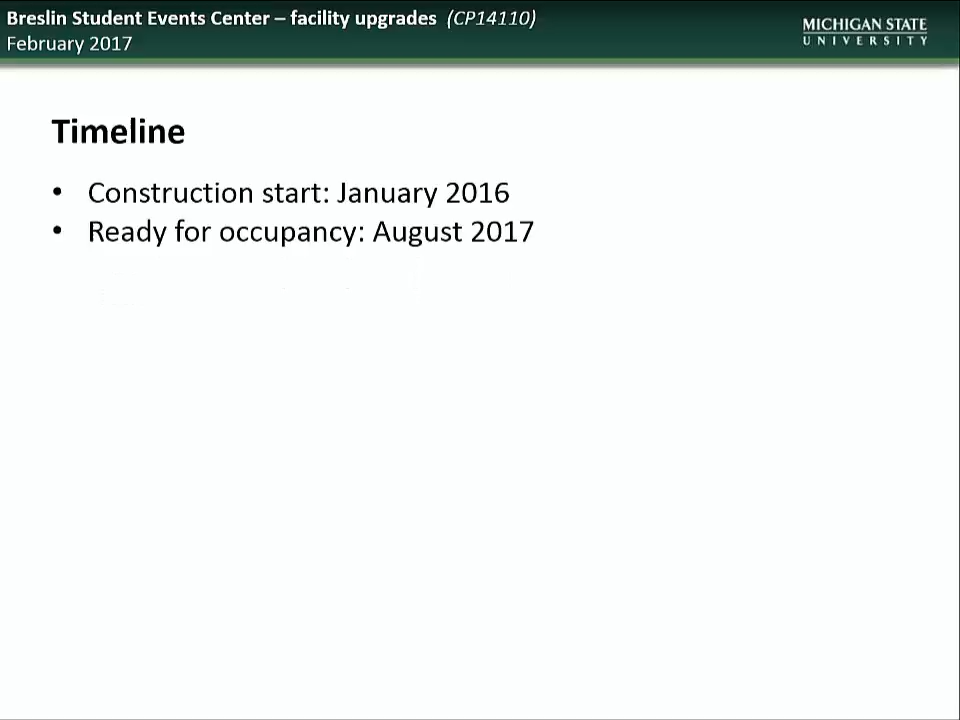 Breslin Student Events Center – facility upgrades (CP14110)
February 2017
MICHIGAN STATE
UNIVERSITY
Timeline
• Construction start: January 2016
• Ready for occupancy: August 2017